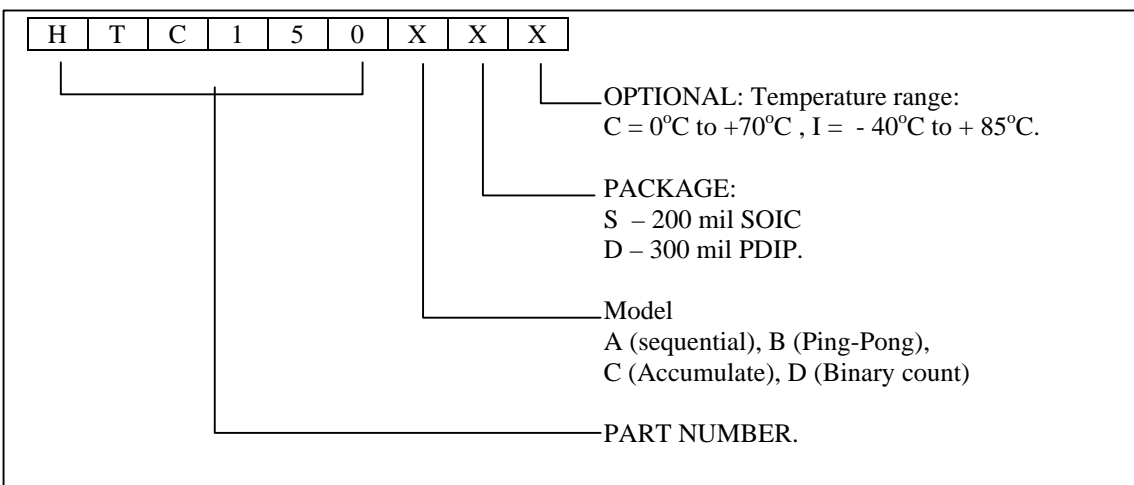 H T C 1 5 0 X X X
OPTIONAL: Temperature range:
C = 0°C to +70°C , I = - 40°C to + 85°C.
PACKAGE:
S – 200 mil SOIC
D – 300 mil PDIP.
Model
A (sequential), B (Ping-Pong),
C (Accumulate), D (Binary count)
PART NUMBER.